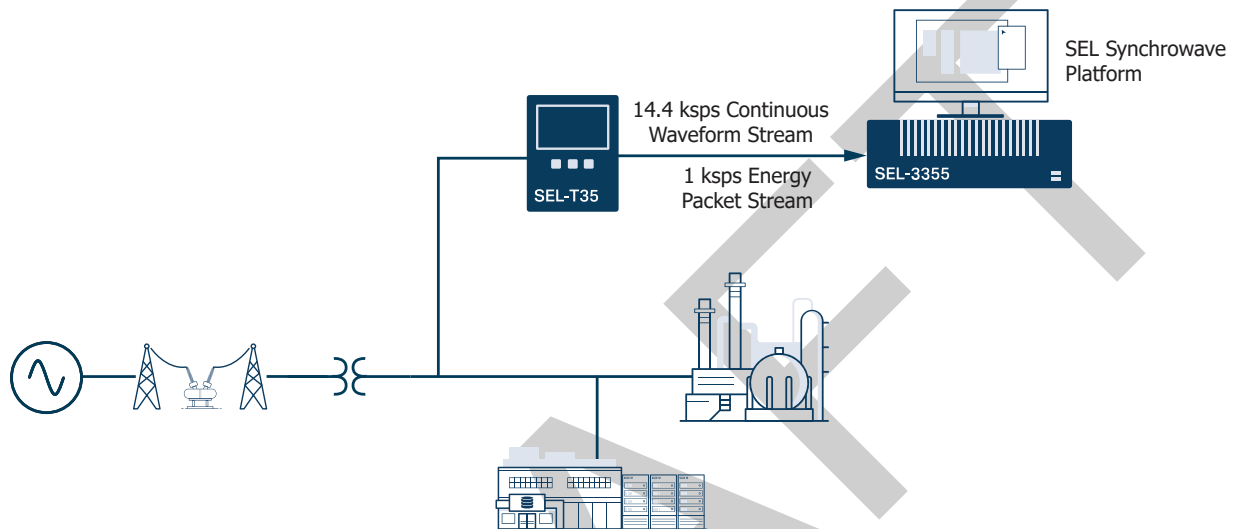 SEL Synchrowave
Platform
14.4 ksps Continuous
Waveform Stream
1 ksps Energy
Packet Stream
SEL-T35
SEL-3355